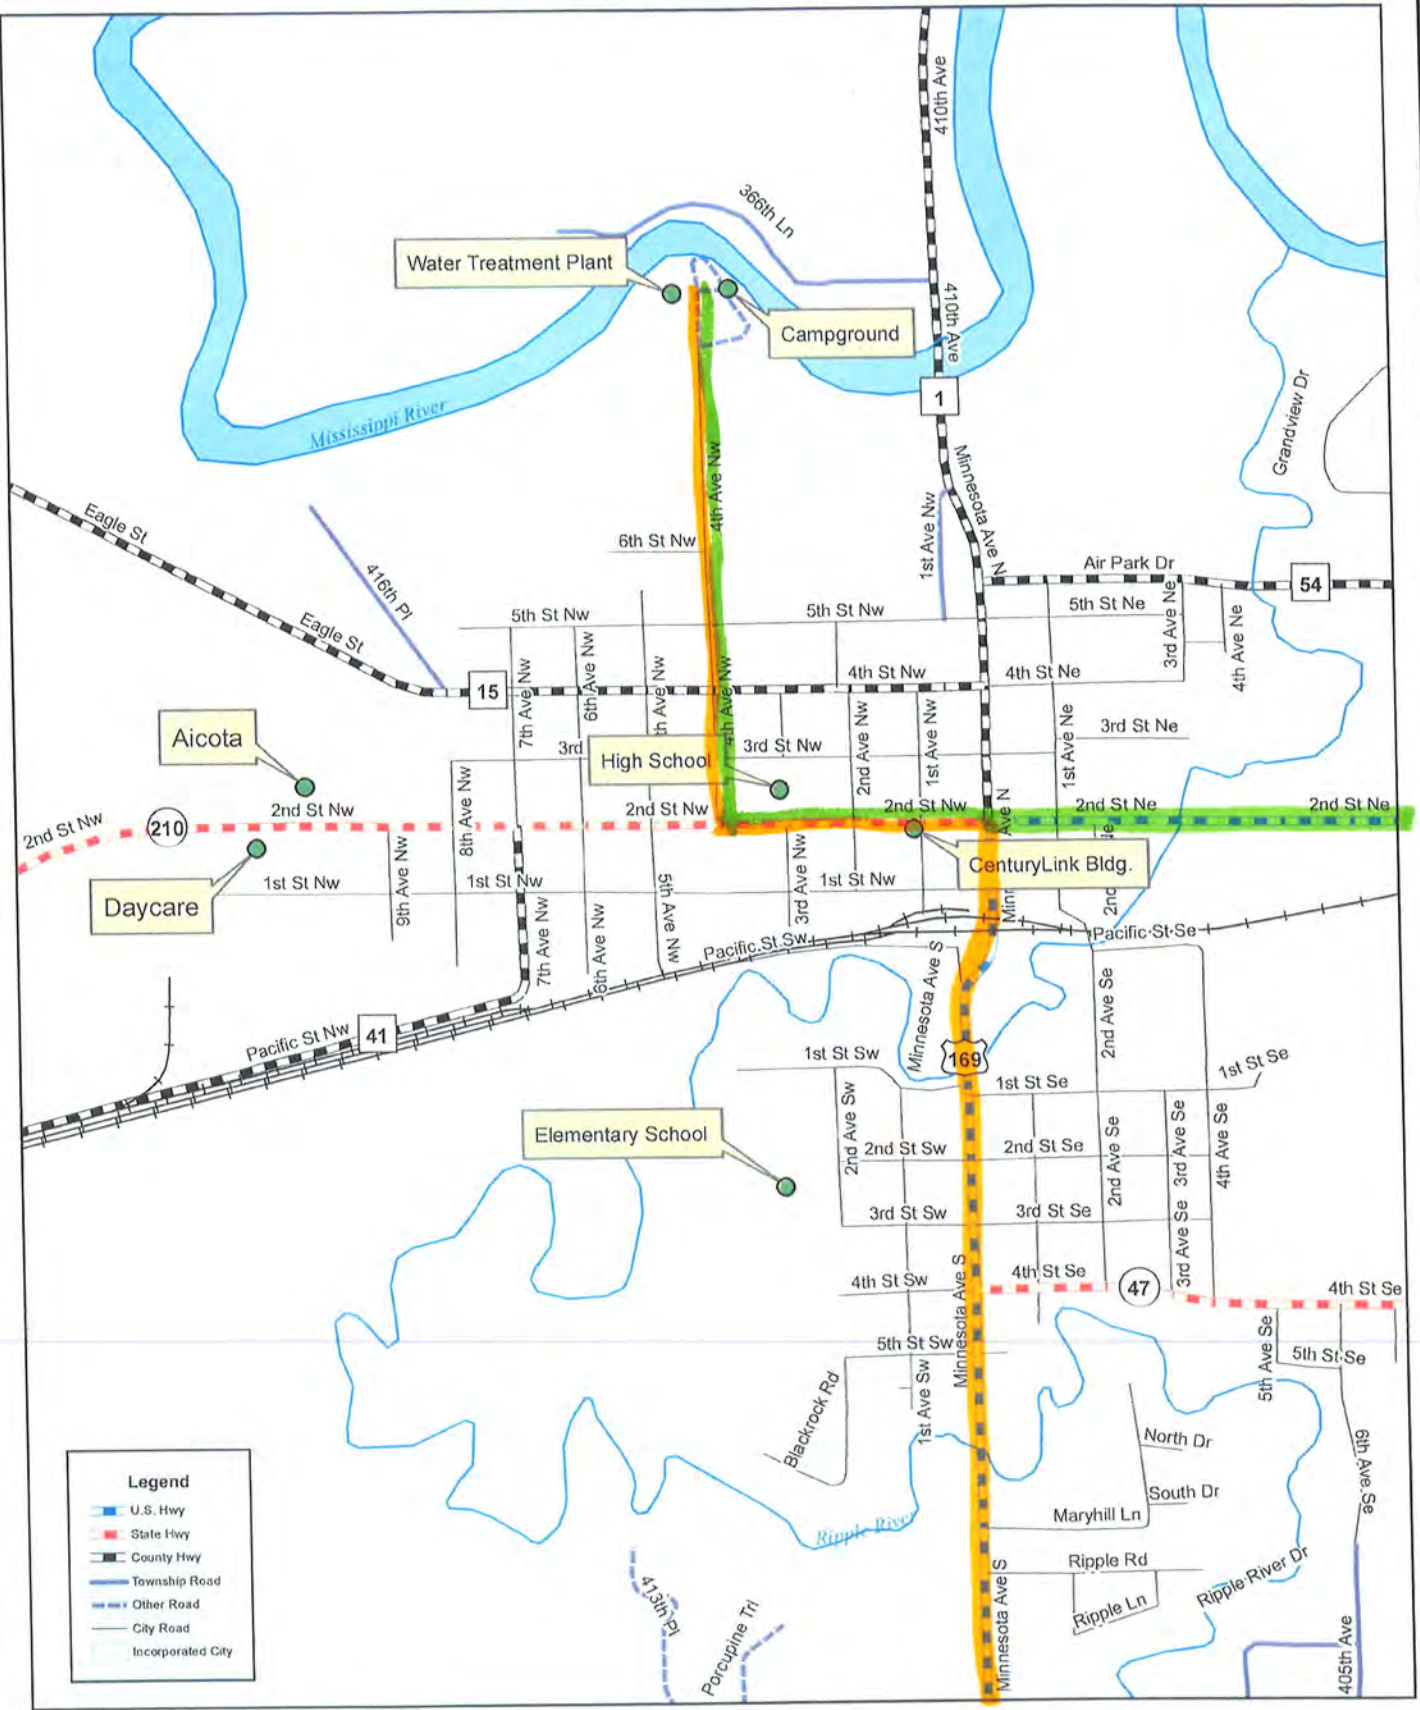 410th Ave
366th Ln
Water Treatment Plant
Campground
410th Ave
1
Mississippi River
Grandview Dr
4th Ave Nw
Minnesota Ave N
1st Ave Nw
Eagle St
6th St Nw
416th Pl
Air Park Dr
54
5th St Nw
5th St Nw
5th St Ne
3rd Ave Ne
4th Ave Ne
Eagle St
15
7th Ave Nw
6th Ave Nw
th Ave Nw
4th Ave Nw
4th St Nw
4th St Ne
Aicota
3rd
High School
3rd St Nw
2nd Ave Nw
1st Ave Nw
1st Ave Ne
3rd St Ne
2nd St Nw
210
2nd St Nw
8th Ave Nw
2nd St Nw
2nd St Nw
Ave N
2nd St Ne
2nd St Ne
CenturyLink Bldg.
Daycare
1st St Nw
9th Ave Nw
1st St Nw
7th Ave Nw
6th Ave Nw
5th Ave Nw
3rd Ave Nw
1st St Nw
Minn
2nd
Ne
Pacific St Sw
Pacific St Se
Minnesota Ave S
2nd Ave Se
Pacific St Nw
41
1st St Sw
169
1st St Se
1st St Se
Elementary School
2nd Ave Sw
2nd St Sw
2nd St Se
2nd Ave Se
3rd Ave Se
4th Ave Se
3rd St Sw
3rd St Se
3rd Ave Se
4th St Sw
Minnesota Ave S
4th St Se
47
4th St Se
5th St Sw
5th Ave Se
5th St Se
Blackrock Rd
1st Ave Sw
North Dr
6th Ave Se
South Dr
Maryhill Ln
Ripple River
Ripple Rd
Ripple Ln
Ripple River Dr
413th Pl
Porcupine Trl
Minnesota Ave S
405th Ave
Legend
U.S. Hwy
State Hwy
County Hwy
Township Road
Other Road
City Road
Incorporated City